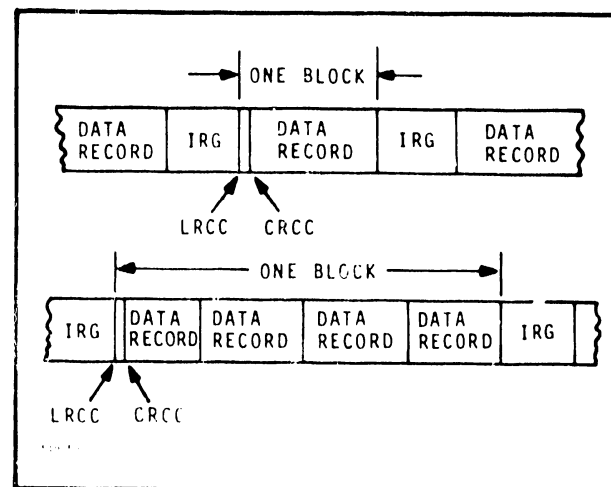 ONE BLOCK
DATA RECORD IRG DATA RECORD IRG DATA RECORD
LRCC CRCC
ONE BLOCK
IRG DATA RECORD DATA RECORD DATA RECORD DATA RECORD IRG
LRCC CRCC